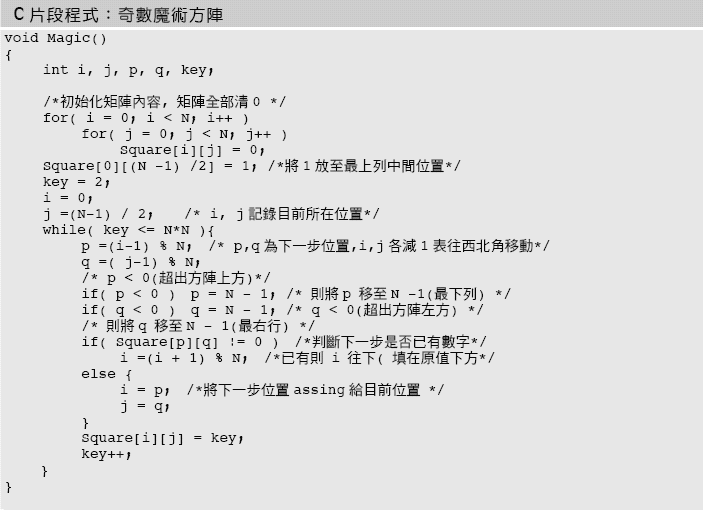 C 片段程式：奇數魔術方陣
void Magic()
{
int i, j, p, q, key;
/*初始化矩陣內容, 矩陣全部清 0 */
for( i = 0; i < N; i++ )
for( j = 0; j < N; j++ )
Square[i][j] = 0;
Square[0][(N -1) /2] = 1; /*將 1 放至最上列中間位置*/
key = 2;
i = 0;
j =(N-1) / 2; /* i, j 記錄目前所在位置*/
while( key <= N*N ){
p =(i-1) % N; /* p,q 為下一步位置,i,j 各減 1 表往西北角移動*/
q =( j-1) % N;
/* p < 0(超出方陣上方)*/
if( p < 0 ) p = N - 1; /* 則將 p 移至 N -1(最下列) */
if( q < 0 ) q = N - 1; /* q < 0(超出方陣左方) */
/* 則將 q 移至 N - 1(最右行) */
if( Square[p][q] != 0 ) /*判斷下一步是否已有數字*/
i =(i + 1) % N; /*已有則 i 往下( 填在原值下方*/
else {
i = p; /*將下一步位置 assing 給目前位置 */
j = q;
}
Square[i][j] = key;
key++;
}
}